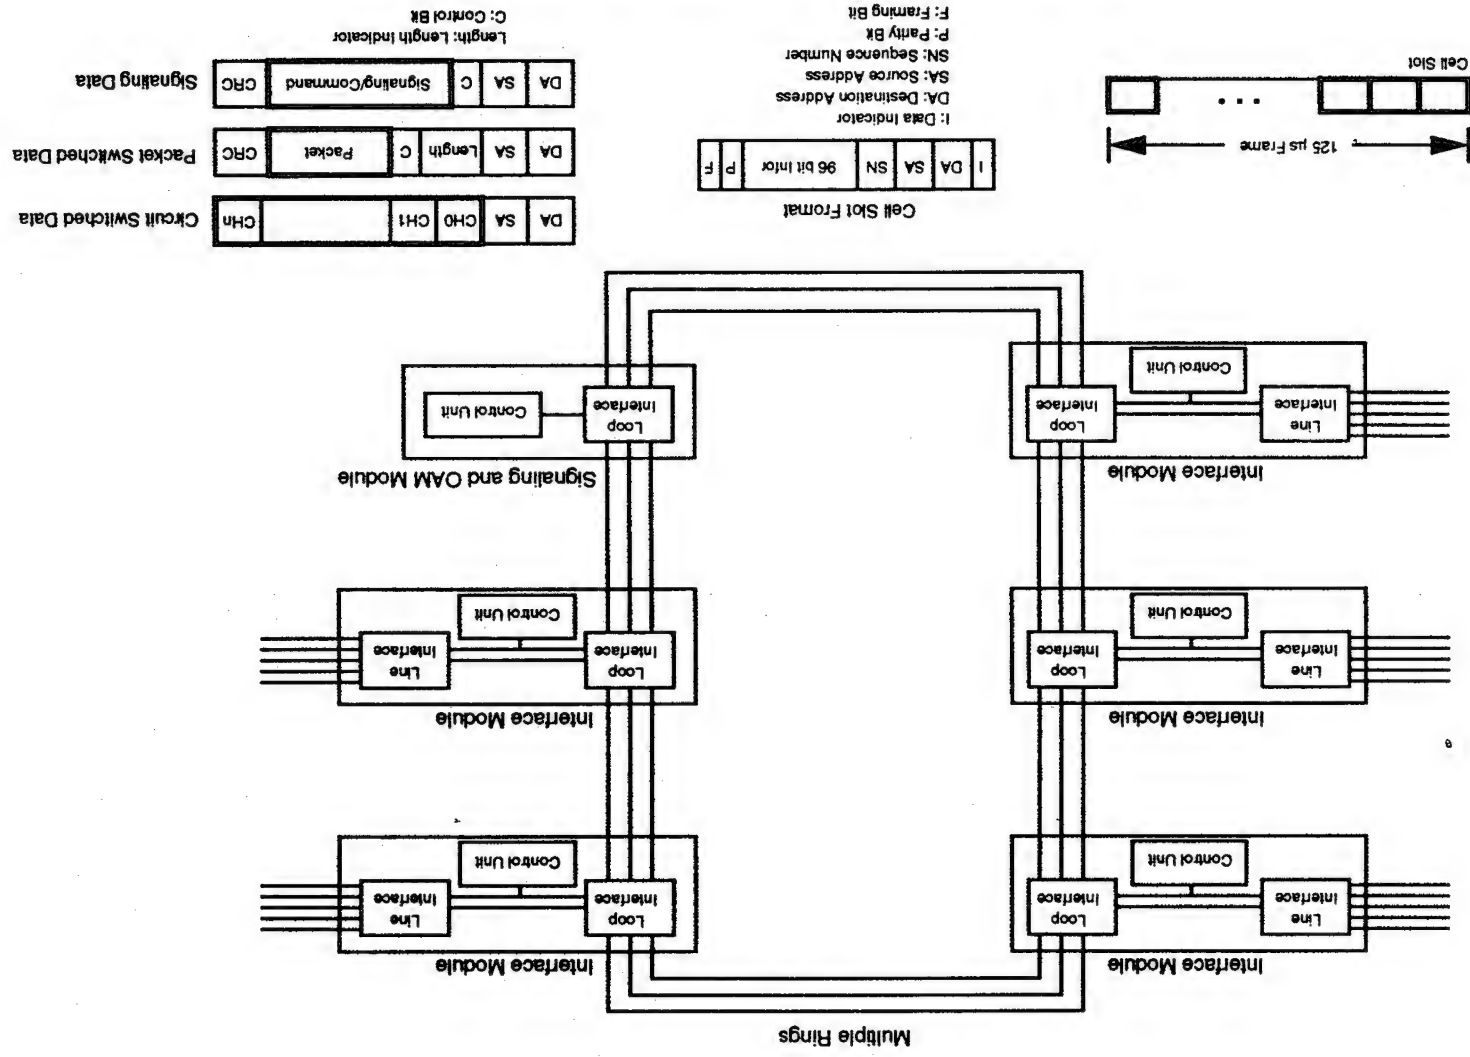 Multiple Rings
Interface Module
Line
Interface
Loop
Interface
Control Unit
Interface Module
Loop
Interface
Line
Interface
Control Unit
Interface Module
Line
Interface
Loop
Interface
Control Unit
Interface Module
Loop
Interface
Line
Interface
Control Unit
Interface Module
Line
Interface
Loop
Interface
Control Unit
Signaling and OAM Module
Loop
Interface
Control Unit
125 µs Frame
...
Cell Slot
Cell Slot Fromat
I DA SA SN 96 bit Infor P F
I: Data Indicator
DA: Destination Address
SA: Source Address
SN: Sequence Number
P: Parity Bit
F: Framing Bit
DA SA CH0 CH1 CHn Circuit Switched Data
DA SA Length C Packet CRC Packet Switched Data
DA SA C Signaling/Command CRC Signaling Data
Length: Length Indicator
C: Control Bit